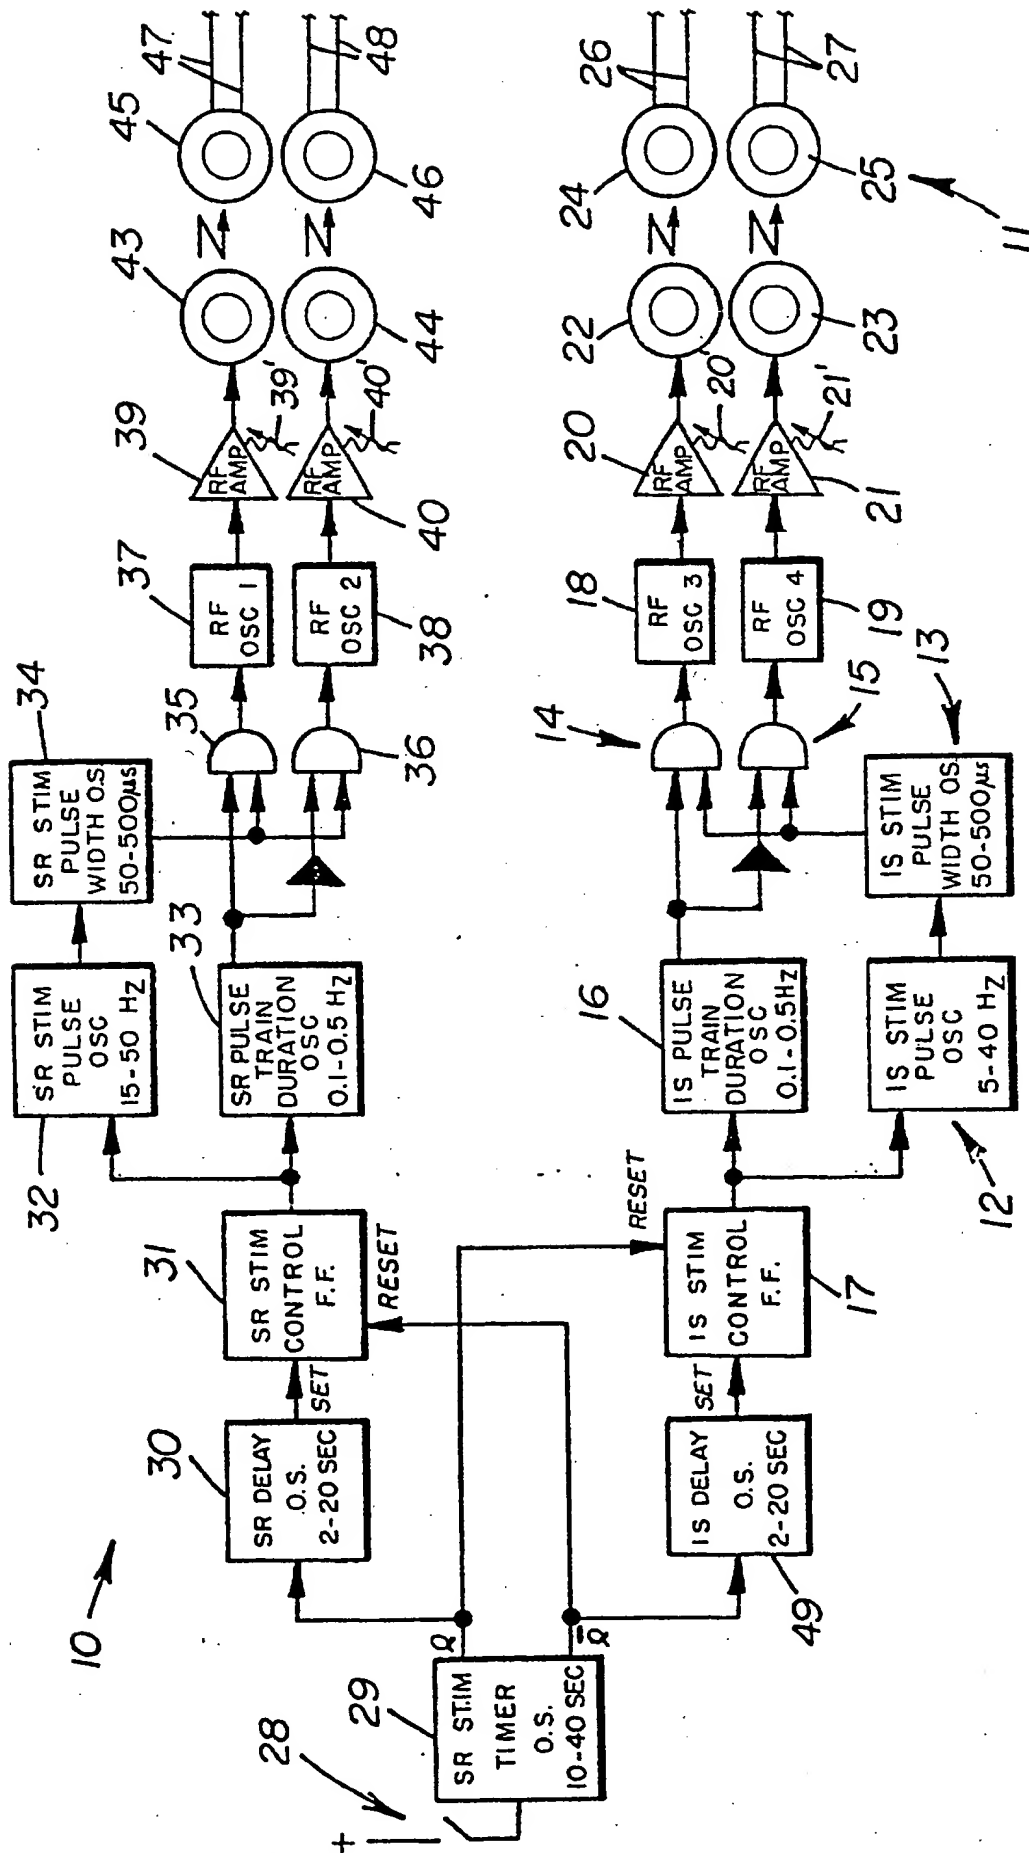 10
28
+
29
SR STIM
TIMER
O.S.
10-40 SEC
Q
Q̅
30
SR DELAY
O.S.
2-20 SEC
SET
31
SR STIM
CONTROL
F.F.
RESET
32
SR STIM
PULSE
OSC
15-50 HZ
33
SR PULSE
TRAIN
DURATION
OSC
0.1-0.5 HZ
34
SR STIM
PULSE
WIDTH O.S.
50-500µs
35
36
37
RF
OSC 1
RF
OSC 2
38
39
RF
AMP
39'
RF
AMP
40'
40
43
44
45
46
47
48
49
IS DELAY
O.S.
2-20 SEC
SET
RESET
IS STIM
CONTROL
F.F.
17
16
IS PULSE
TRAIN
DURATION
OSC
0.1-0.5HZ
IS STIM
PULSE
OSC
5-40 HZ
12
IS STIM
PULSE
WIDTH O.S.
50-500µs
13
14
15
18
RF
OSC 3
RF
OSC 4
19
20
RF
AMP
20'
RF
AMP
21'
21
22
23
24
25
26
27
11